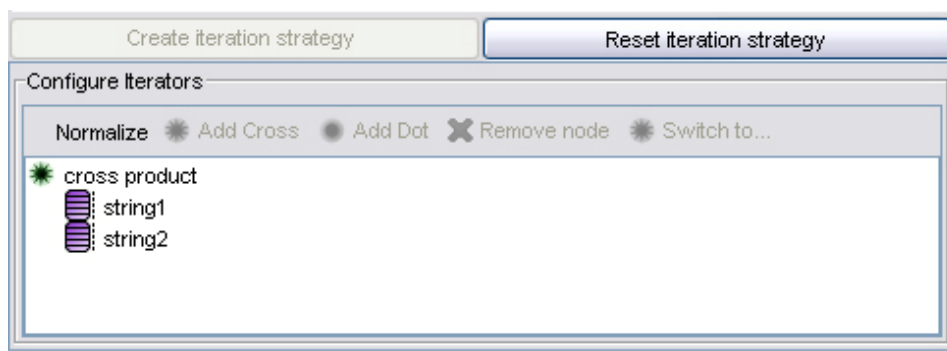 Create iteration strategy Reset iteration strategy
Configure Iterators
Normalize Add Cross Add Dot Remove node Switch to...
cross product
string1
string2